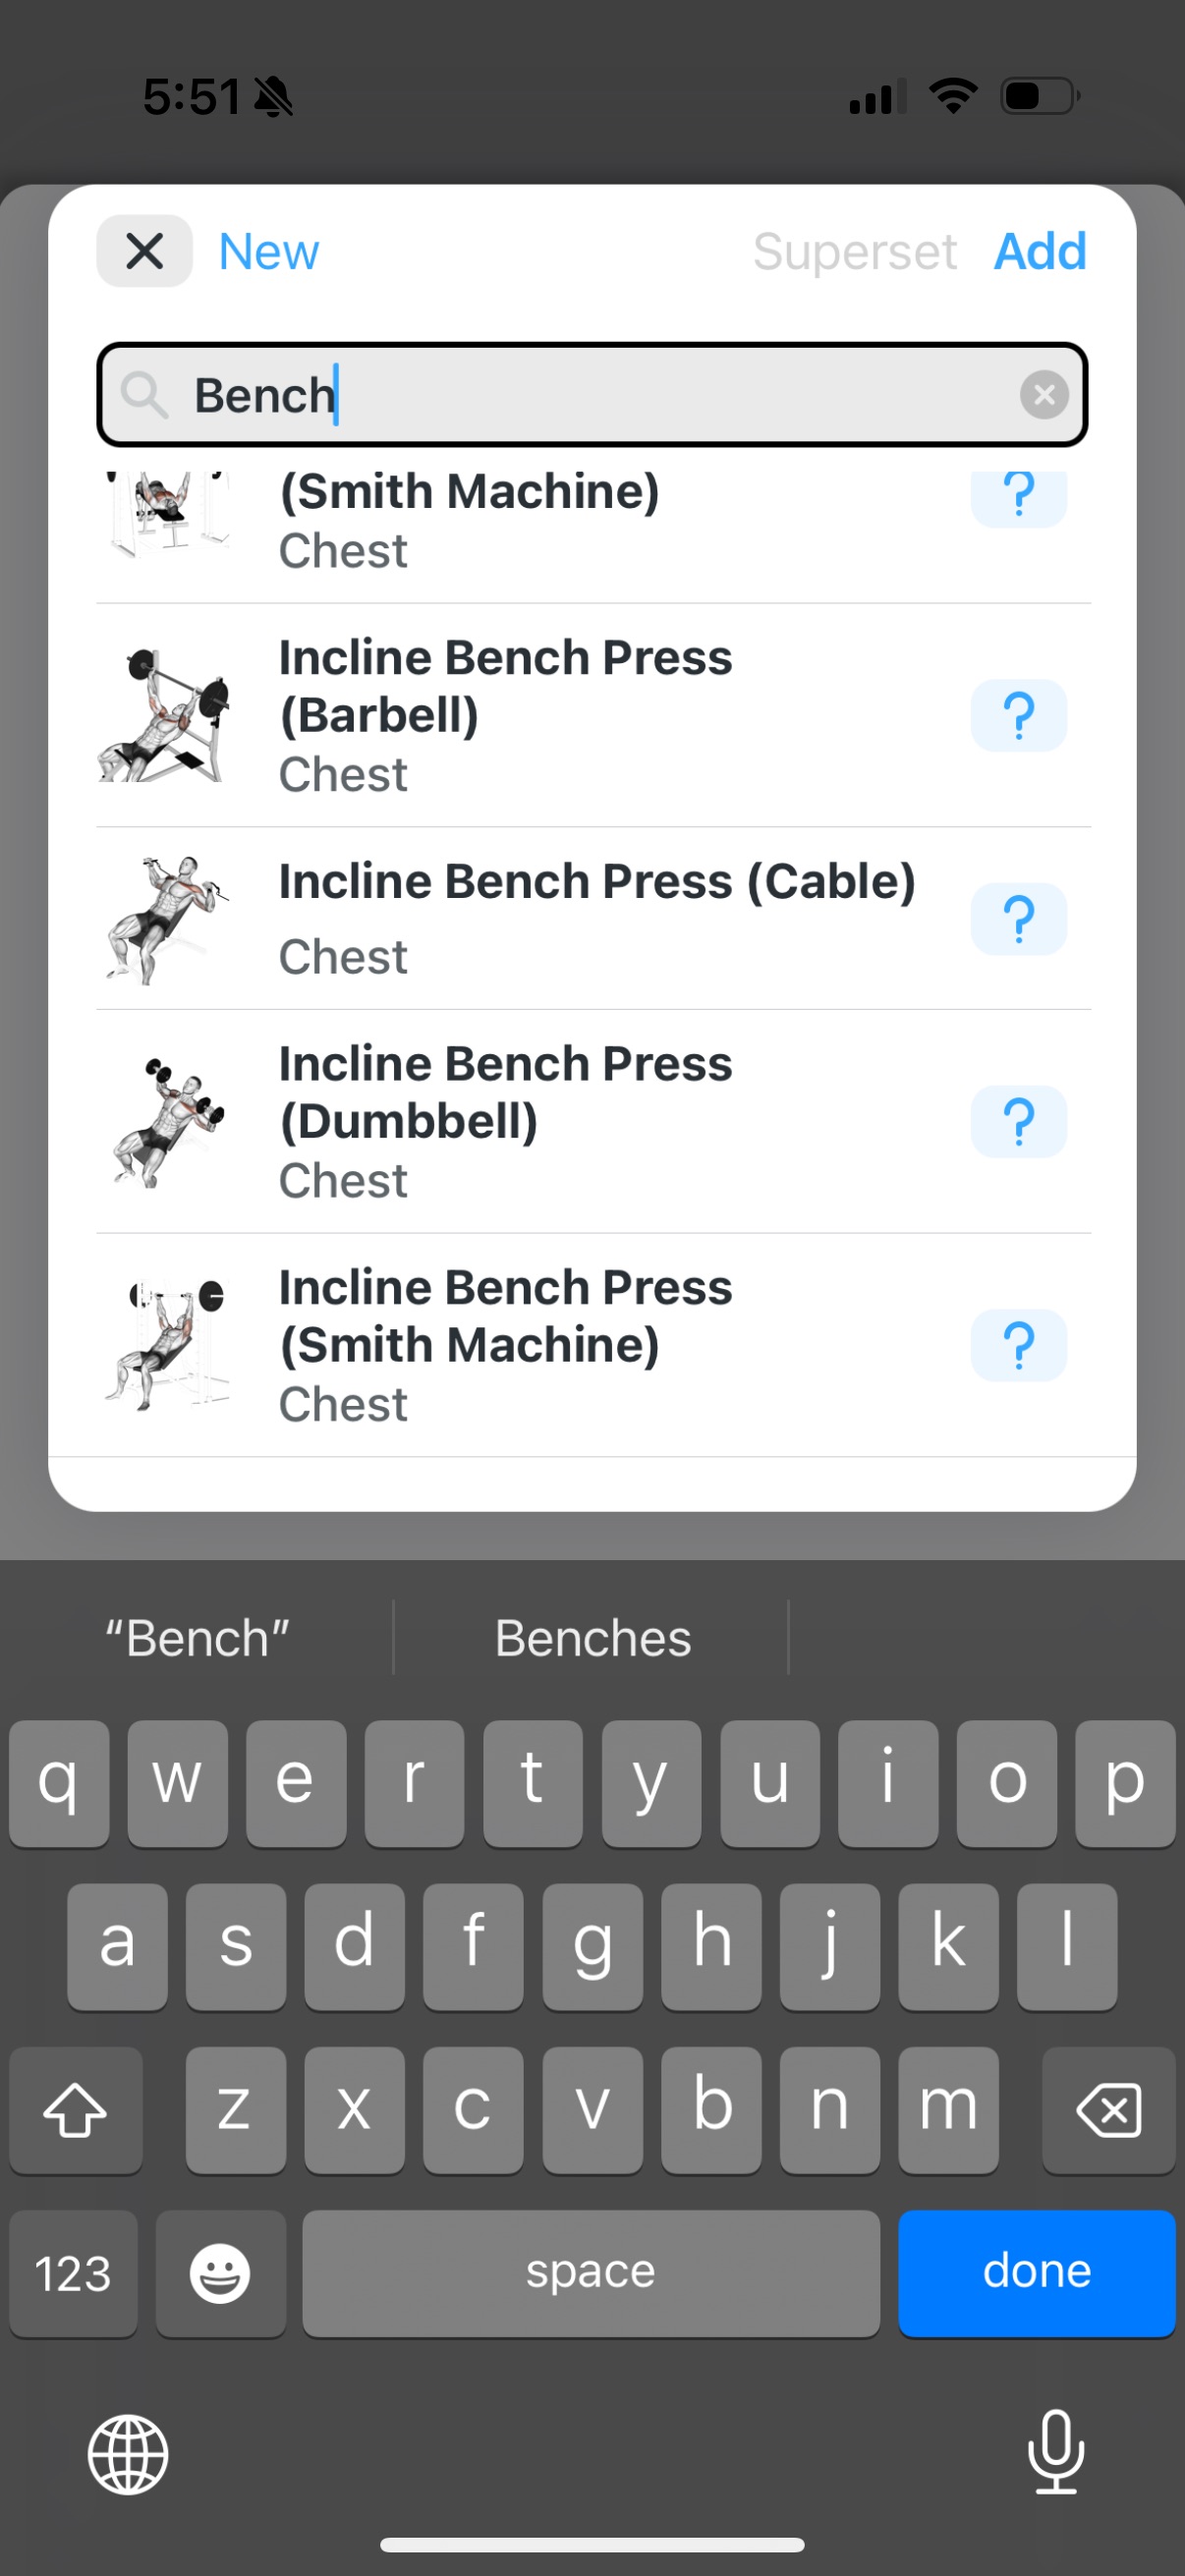 5:51
New Superset Add
Bench
(Smith Machine)
Chest
?
Incline Bench Press
(Barbell)
Chest
?
Incline Bench Press (Cable)
Chest
?
Incline Bench Press
(Dumbbell)
Chest
?
Incline Bench Press
(Smith Machine)
Chest
?
“Bench” Benches
q w e r t y u i o p
a s d f g h j k l
z x c v b n m
123 space done